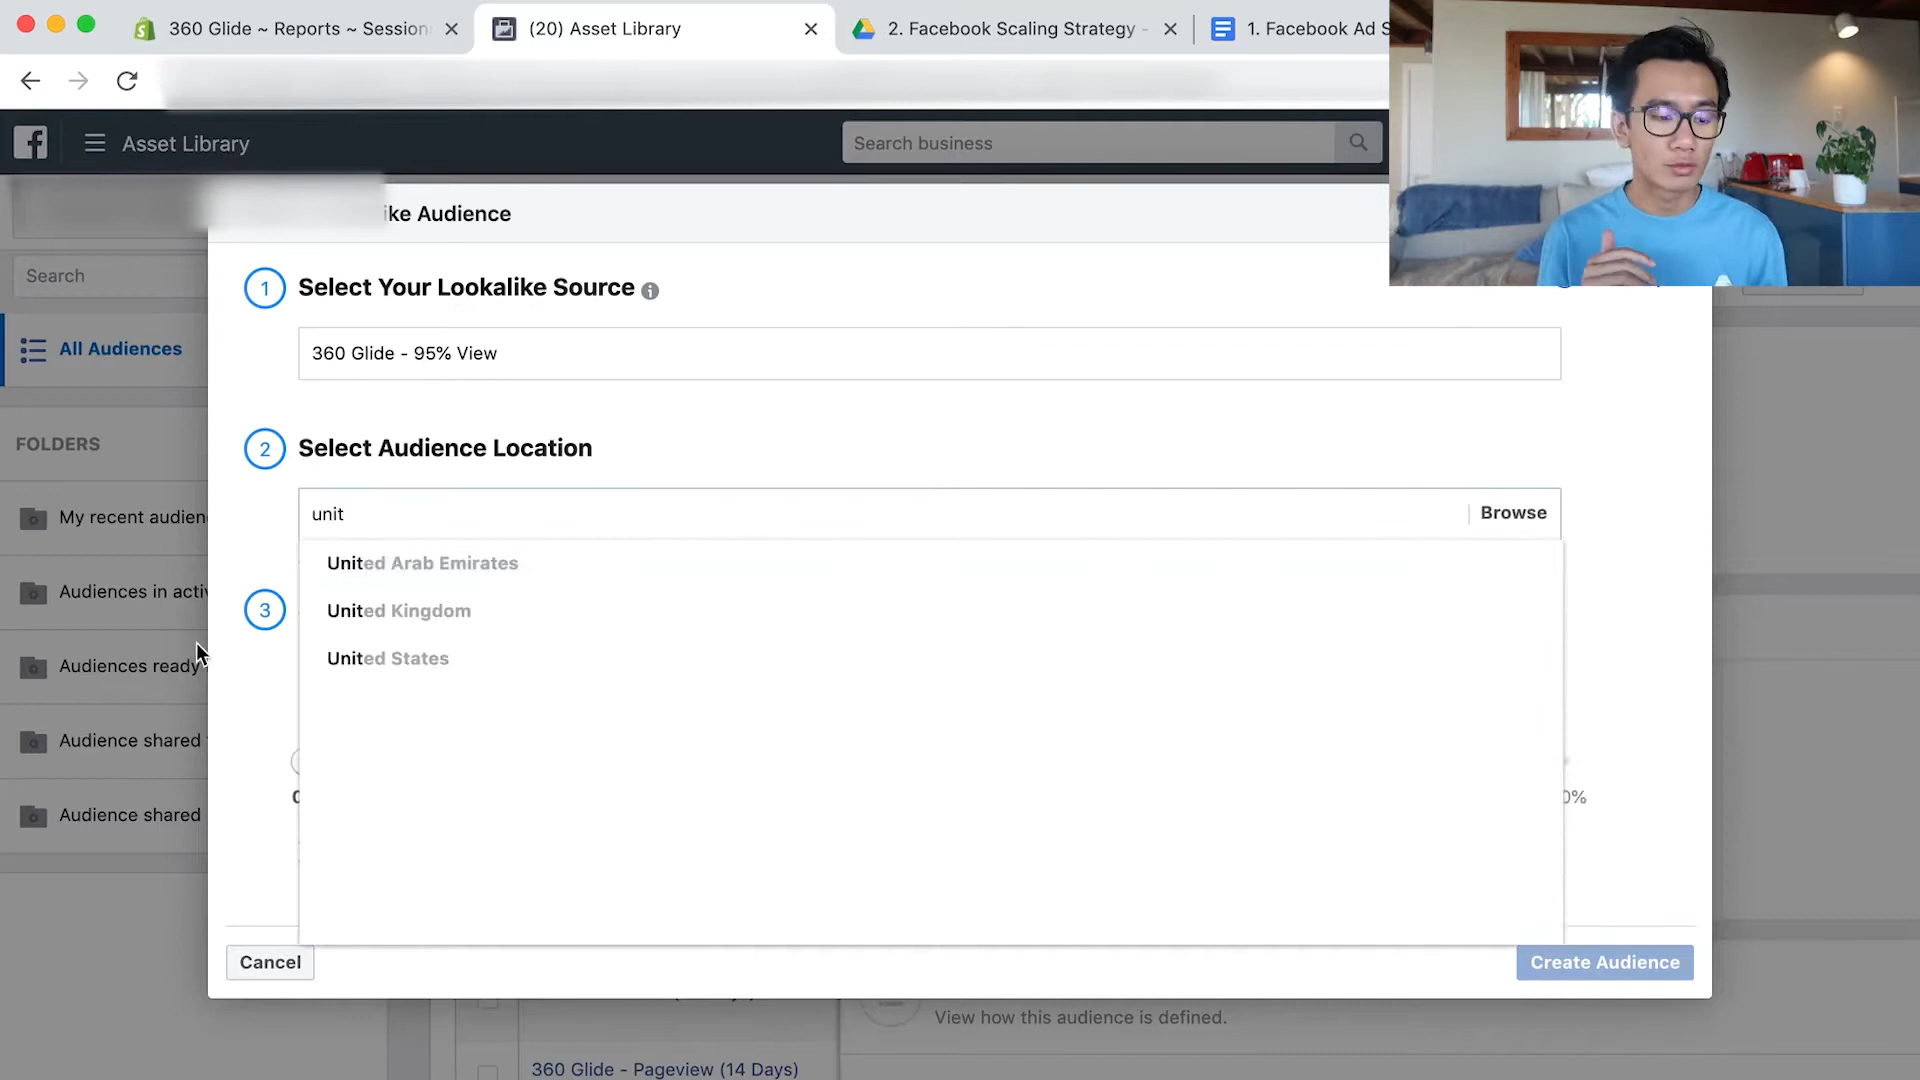 360 Glide ~ Reports ~ Session
(20) Asset Library
2. Facebook Scaling Strategy -
1. Facebook Ad S
Asset Library
Search business
ike Audience
Search
All Audiences
FOLDERS
My recent audien
Audiences in activ
Audiences ready
Audience shared
Audience shared
1 Select Your Lookalike Source
360 Glide - 95% View
2 Select Audience Location
unit
Browse
United Arab Emirates
3
United Kingdom
United States
0%
Cancel
Create Audience
View how this audience is defined.
360 Glide - Pageview (14 Days)